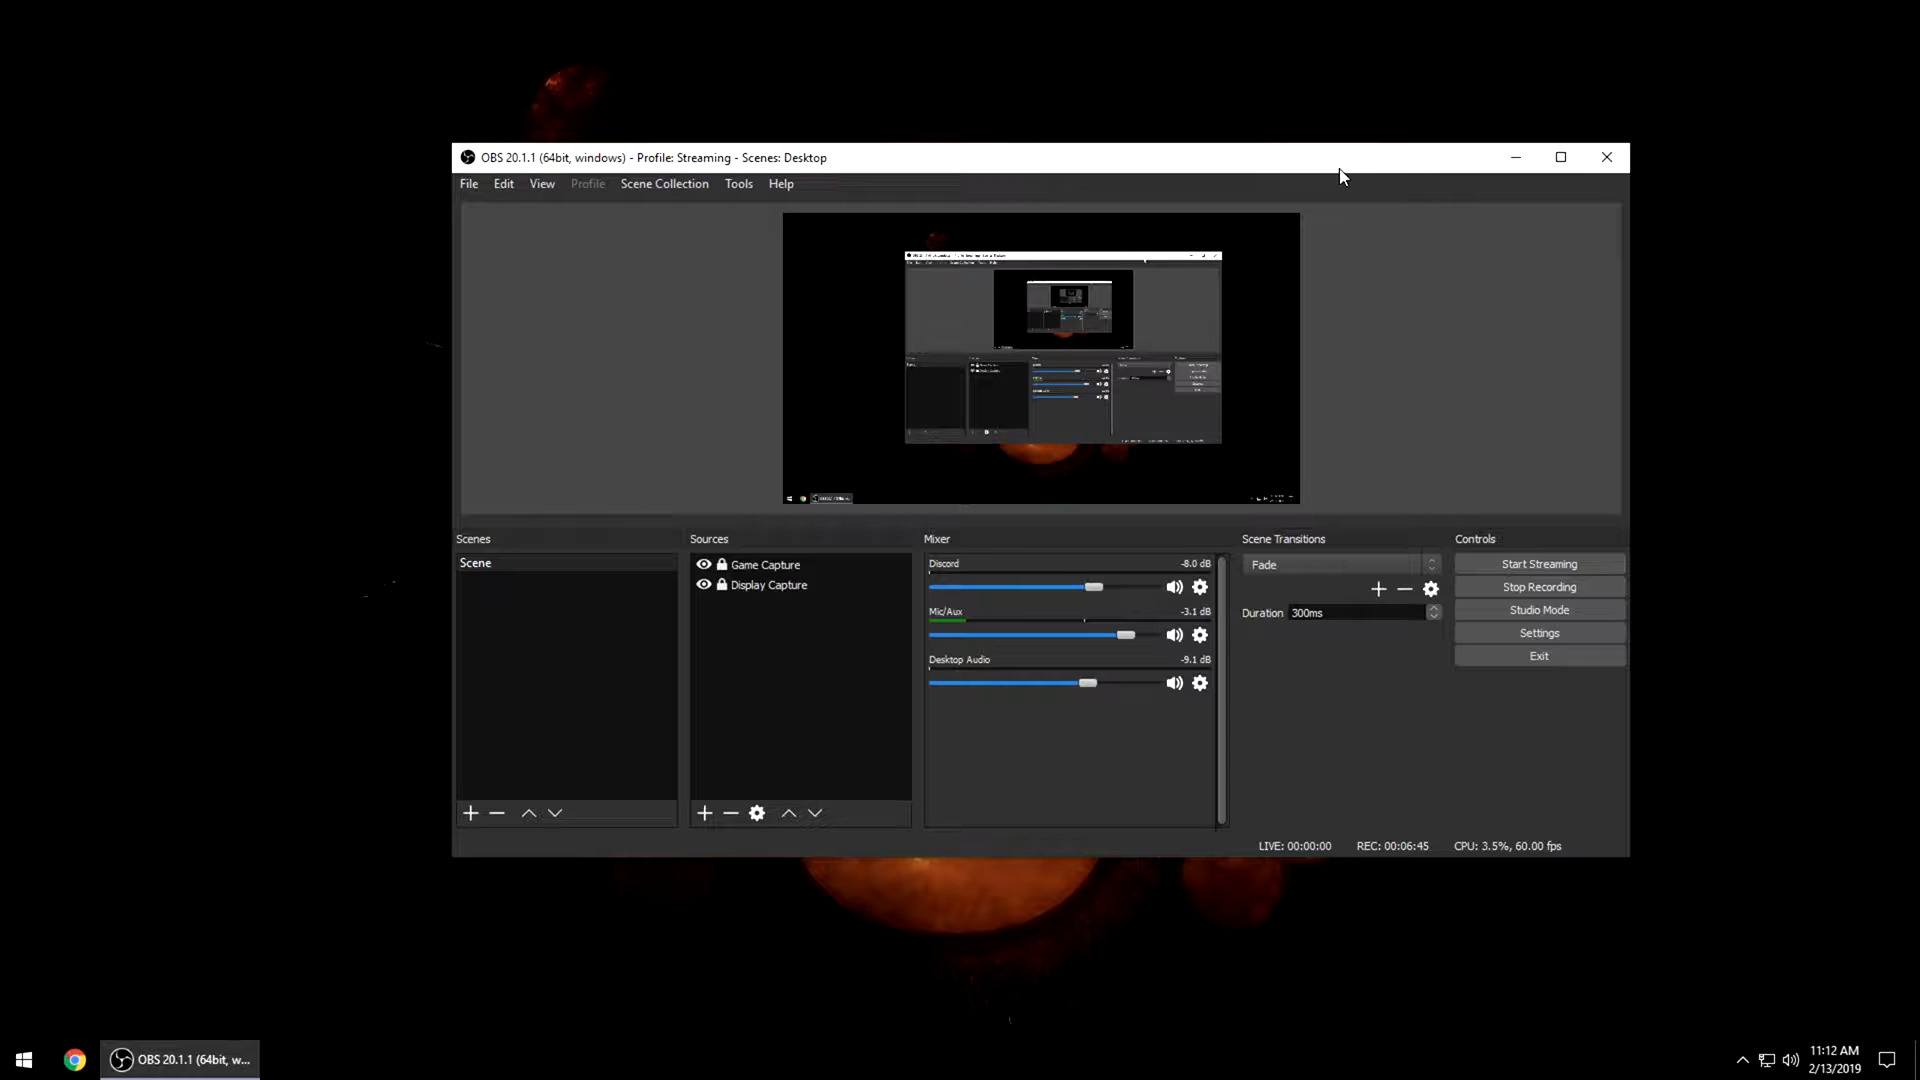 OBS 20.1.1 (64bit, windows) - Profile: Streaming - Scenes: Desktop
File Edit View Profile Scene Collection Tools Help
Scenes
Scene
Sources
Game Capture
Display Capture
Mixer
Discord -8.0 dB
Mic/Aux -3.1 dB
Desktop Audio -9.1 dB
Scene Transitions
Fade
Duration 300ms
Controls
Start Streaming
Stop Recording
Studio Mode
Settings
Exit
LIVE: 00:00:00 REC: 00:06:45 CPU: 3.5%, 60.00 fps
OBS 20.1.1 (64bit, w...
11:12 AM
2/13/2019